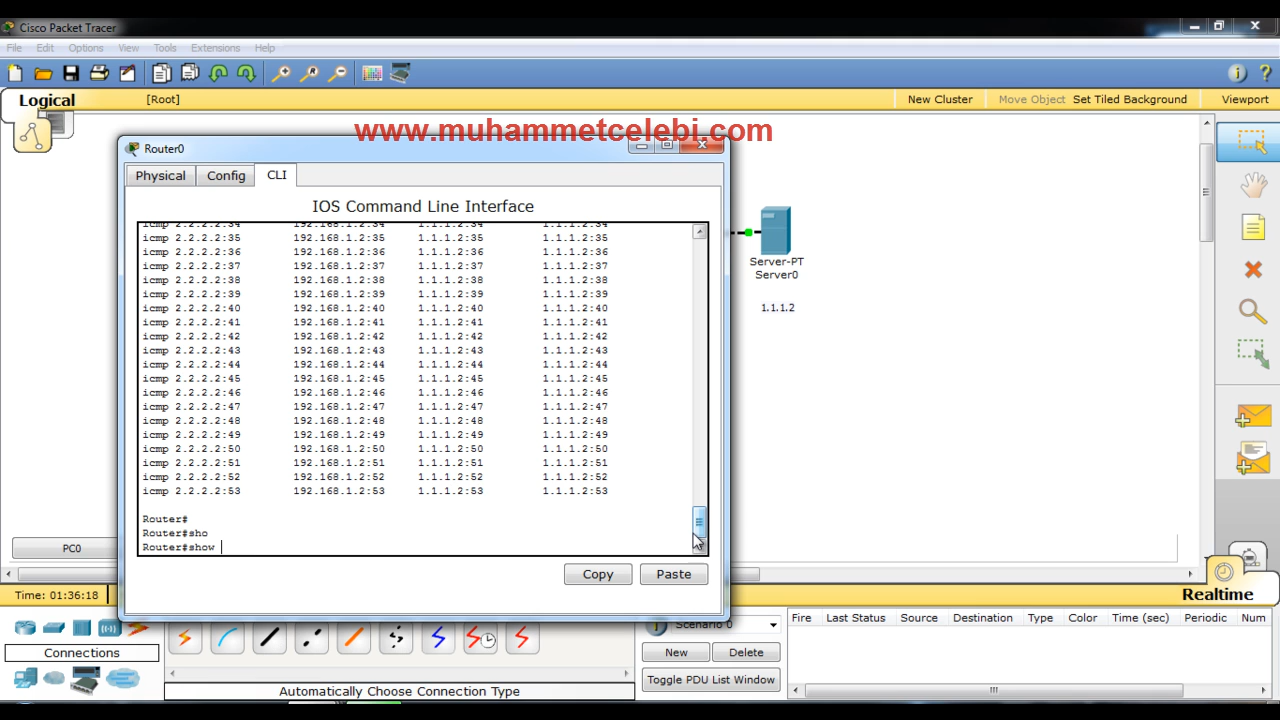 Cisco Packet Tracer
File Edit Options View Tools Extensions Help
Logical [Root] New Cluster Move Object Set Tiled Background Viewport
www.muhammetcelebi.com
Router0
Physical Config CLI
IOS Command Line Interface
icmp 2.2.2.2:34 192.168.1.2:34 1.1.1.2:34 1.1.1.2:34
icmp 2.2.2.2:35 192.168.1.2:35 1.1.1.2:35 1.1.1.2:35
icmp 2.2.2.2:36 192.168.1.2:36 1.1.1.2:36 1.1.1.2:36
icmp 2.2.2.2:37 192.168.1.2:37 1.1.1.2:37 1.1.1.2:37
icmp 2.2.2.2:38 192.168.1.2:38 1.1.1.2:38 1.1.1.2:38
icmp 2.2.2.2:39 192.168.1.2:39 1.1.1.2:39 1.1.1.2:39
icmp 2.2.2.2:40 192.168.1.2:40 1.1.1.2:40 1.1.1.2:40
icmp 2.2.2.2:41 192.168.1.2:41 1.1.1.2:41 1.1.1.2:41
icmp 2.2.2.2:42 192.168.1.2:42 1.1.1.2:42 1.1.1.2:42
icmp 2.2.2.2:43 192.168.1.2:43 1.1.1.2:43 1.1.1.2:43
icmp 2.2.2.2:44 192.168.1.2:44 1.1.1.2:44 1.1.1.2:44
icmp 2.2.2.2:45 192.168.1.2:45 1.1.1.2:45 1.1.1.2:45
icmp 2.2.2.2:46 192.168.1.2:46 1.1.1.2:46 1.1.1.2:46
icmp 2.2.2.2:47 192.168.1.2:47 1.1.1.2:47 1.1.1.2:47
icmp 2.2.2.2:48 192.168.1.2:48 1.1.1.2:48 1.1.1.2:48
icmp 2.2.2.2:49 192.168.1.2:49 1.1.1.2:49 1.1.1.2:49
icmp 2.2.2.2:50 192.168.1.2:50 1.1.1.2:50 1.1.1.2:50
icmp 2.2.2.2:51 192.168.1.2:51 1.1.1.2:51 1.1.1.2:51
icmp 2.2.2.2:52 192.168.1.2:52 1.1.1.2:52 1.1.1.2:52
icmp 2.2.2.2:53 192.168.1.2:53 1.1.1.2:53 1.1.1.2:53
Router#
Router#sho
Router#show
Copy Paste
Server-PT
Server0
1.1.1.2
PC0
Time: 01:36:18
Realtime
Connections
Automatically Choose Connection Type
Scenario 0
New Delete
Toggle PDU List Window
Fire Last Status Source Destination Type Color Time (sec) Periodic Num